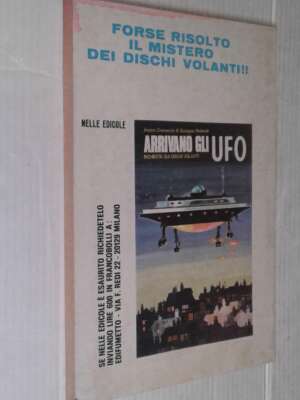 FORSE RISOLTO
IL MISTERO
DEI DISCHI VOLANTI!!
NELLE EDICOLE
ARRIVANO GLI
UFO
SE NELLE EDICOLE È ESAURITO RICHIEDETELO
INVIANDO LIRE 600 IN FRANCOBOLLI A:
EDIFUMETTO - VIA F. REDI 22 - 20129 MILANO